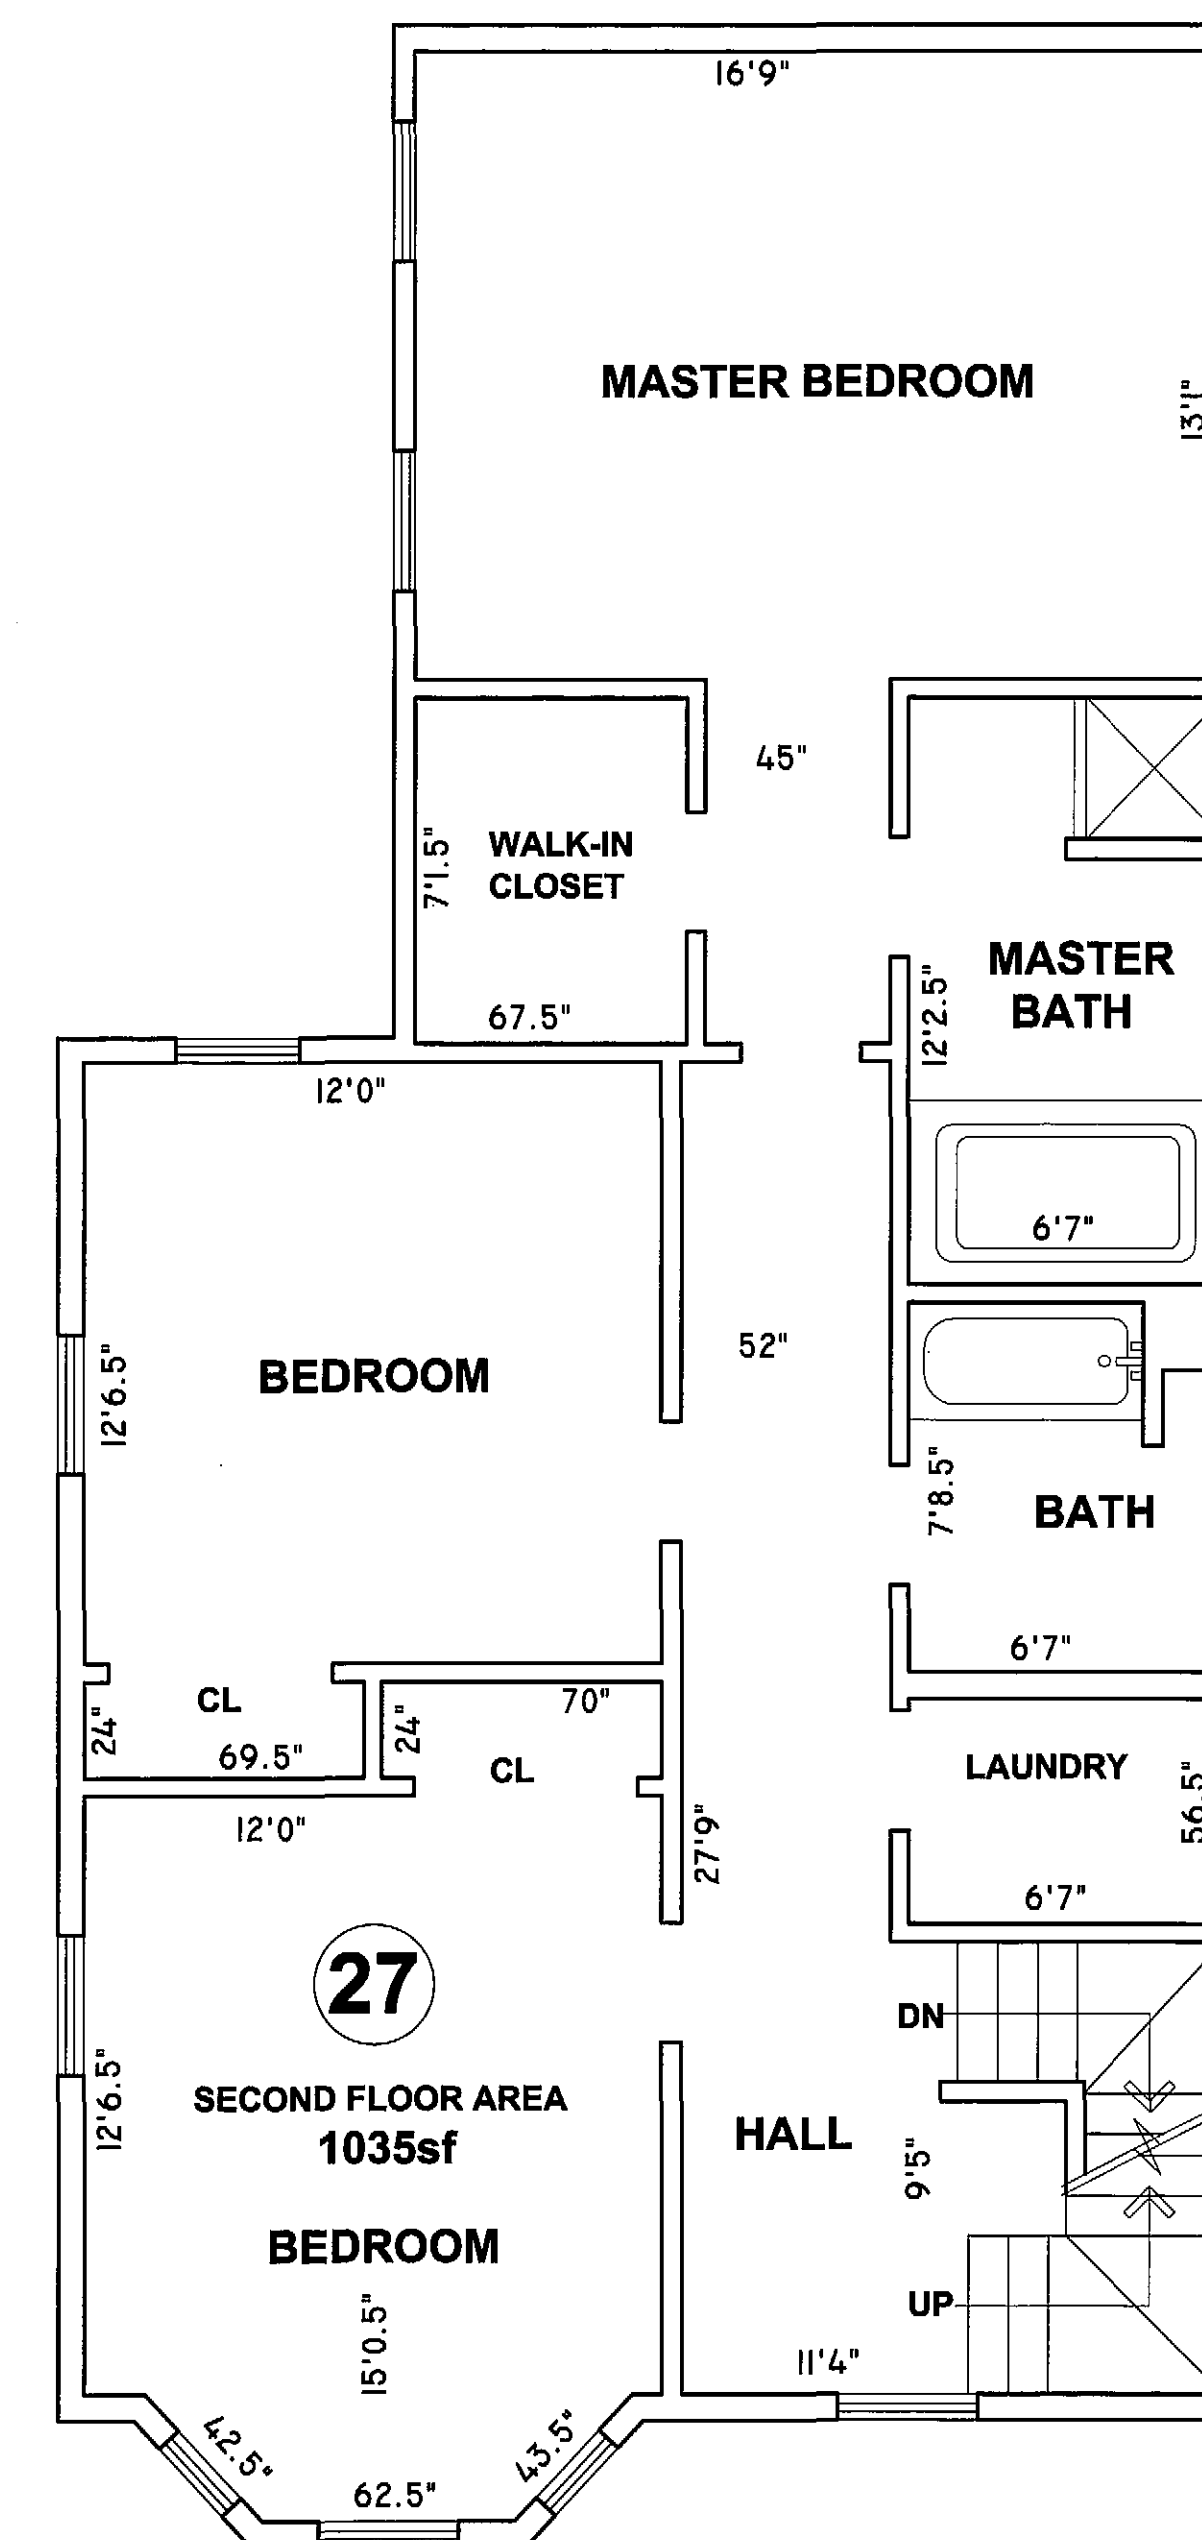 16'9"
MASTER BEDROOM
13'1"
45"
7'1.5"
WALK-IN
CLOSET
67.5"
MASTER
BATH
12'2.5"
12'0"
6'7"
12'6.5"
BEDROOM
52"
7'8.5"
BATH
6'7"
CL
24"
69.5"
24"
70"
CL
LAUNDRY
56.5"
12'0"
27'9"
6'7"
27
DN
SECOND FLOOR AREA
1035sf
12'6.5"
HALL
9'5"
BEDROOM
15'0.5"
UP
11'4"
42.5"
43.5"
62.5"